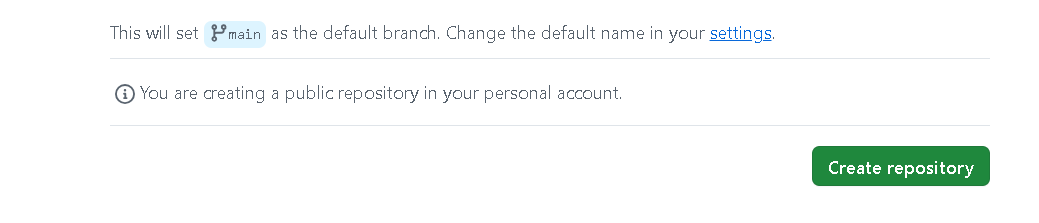 This will set main as the default branch. Change the default name in your settings.
You are creating a public repository in your personal account.
Create repository